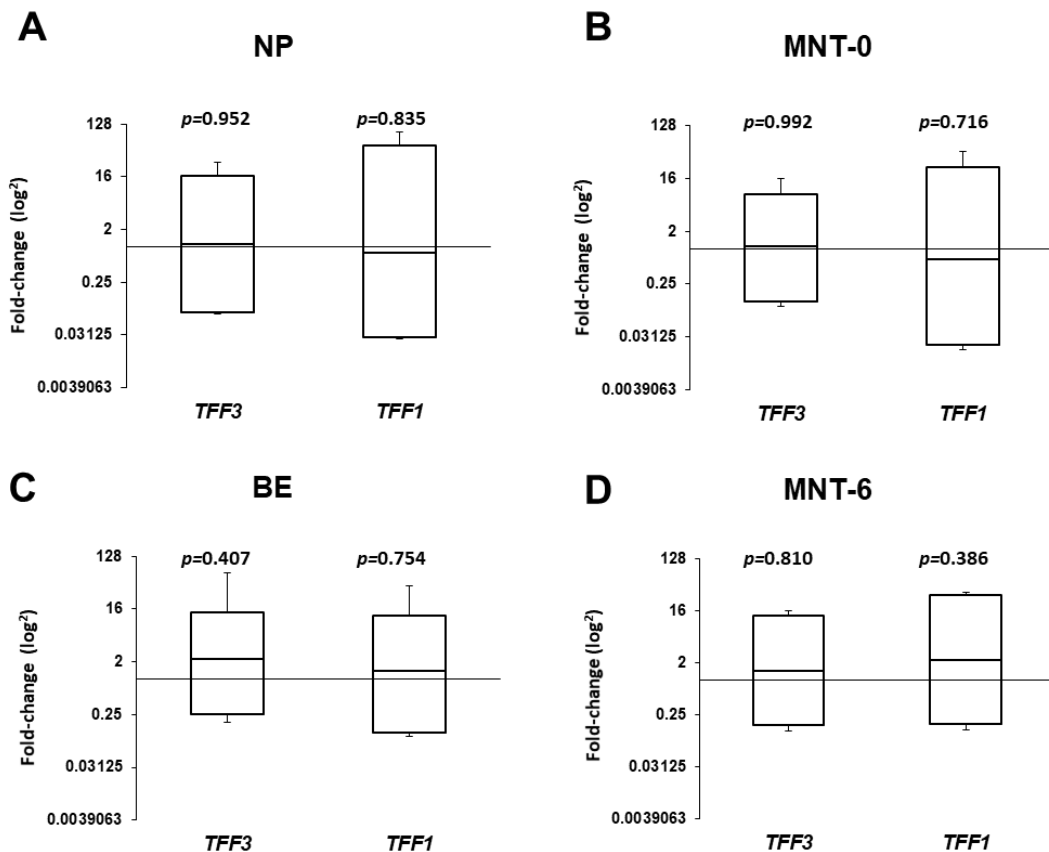 A
NP
Fold-change (log²)
128
16
2
0.25
0.03125
0.0039063
p=0.952
p=0.835
TFF3
TFF1
B
MNT-0
Fold-change (log²)
128
16
2
0.25
0.03125
0.0039063
p=0.992
p=0.716
TFF3
TFF1
C
BE
Fold-change (log²)
128
16
2
0.25
0.03125
0.0039063
p=0.407
p=0.754
TFF3
TFF1
D
MNT-6
Fold-change (log²)
128
16
2
0.25
0.03125
0.0039063
p=0.810
p=0.386
TFF3
TFF1